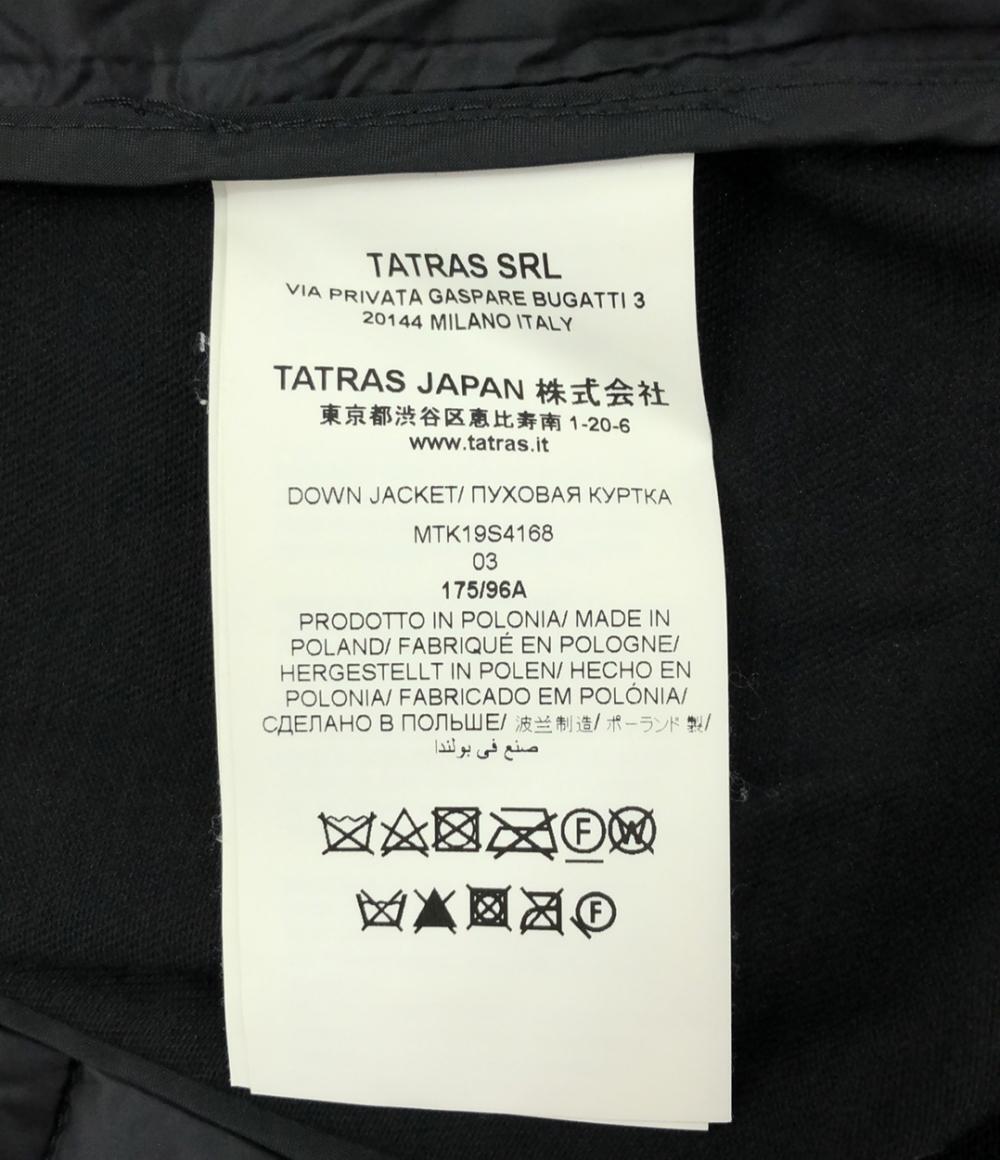 TATRAS SRL
VIA PRIVATA GASPARE BUGATTI 3
20144 MILANO ITALY
TATRAS JAPAN 株式会社
東京都渋谷区恵比寿南 1-20-6
www.tatras.it
DOWN JACKET/ ПУХОВАЯ КУРТКА
MTK19S4168
03
175/96A
PRODOTTO IN POLONIA/ MADE IN
POLAND/ FABRIQUÉ EN POLOGNE/
HERGESTELLT IN POLEN/ HECHO EN
POLONIA/ FABRICADO EM POLÓNIA/
СДЕЛАНО В ПОЛЬШЕ/ 波兰制造/ ポーランド 製/
صنع في بولندا
F W
F